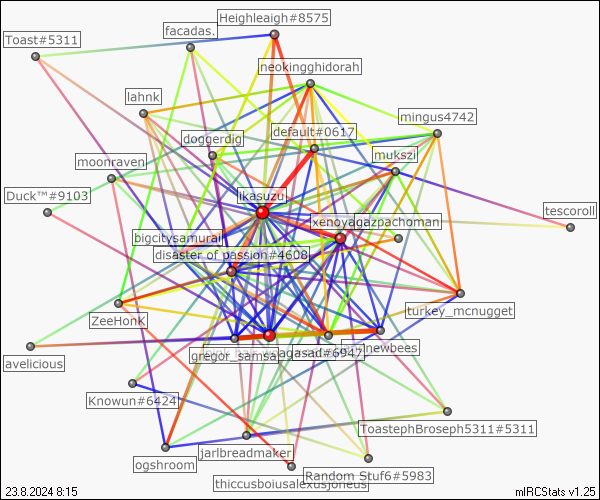 Heighleigh#8575
facadas.
Toast#5311
neokingghidorah
lahnk
mingus4742
default#0617
doggerdig
mukszi
moonraven
Duck™#9103
ikasuzu
tescoroll
xenoyagazpachoman
bigcitysamurai
disaster of passion#4608
turkey_mcnugget
ZeeHonk
newbees
gregor_samsa
agasad#6947
avelicious
Knowun#6424
ToastephBroseph5311#5311
jarlbreadmaker
ogshroom
Random Stuf6#5983
thiccusboiusalexusjoneus
23.8.2024 8:15
mIRCStats v1.25